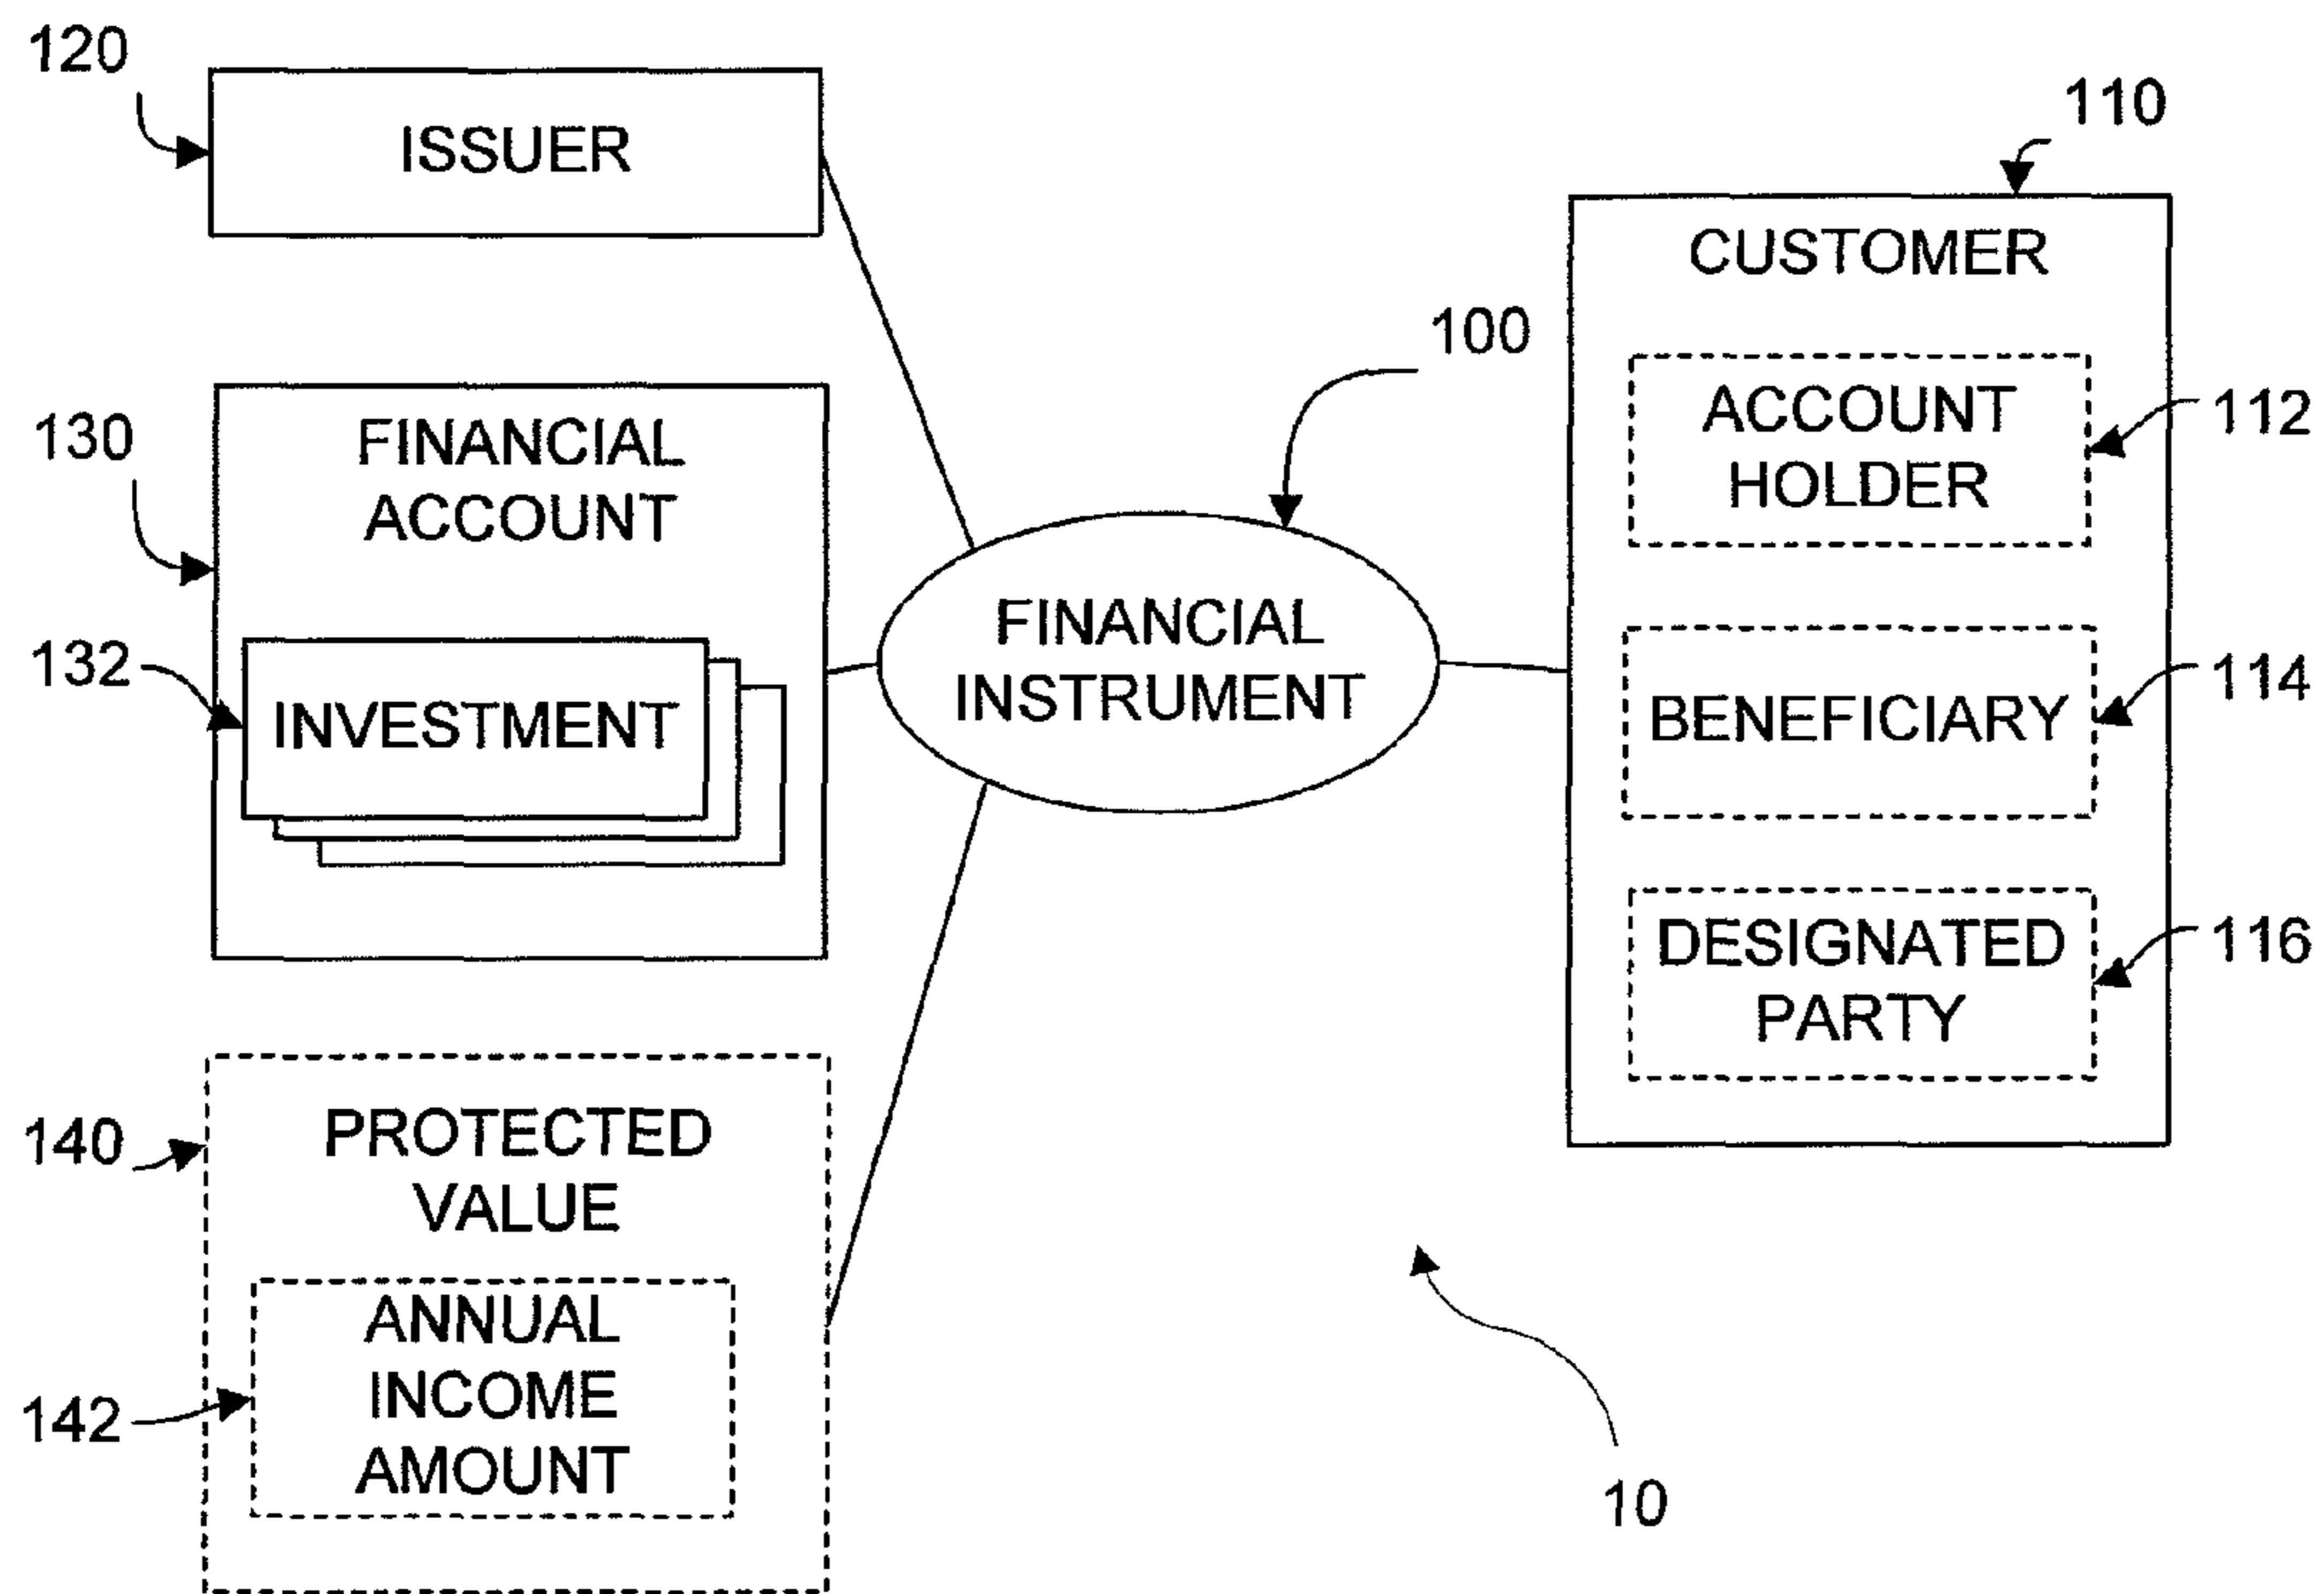 120
ISSUER
110
CUSTOMER
100
ACCOUNT
HOLDER
112
130
FINANCIAL
ACCOUNT
132
INVESTMENT
FINANCIAL
INSTRUMENT
BENEFICIARY
114
DESIGNATED
PARTY
116
140
PROTECTED
VALUE
142
ANNUAL
INCOME
AMOUNT
10